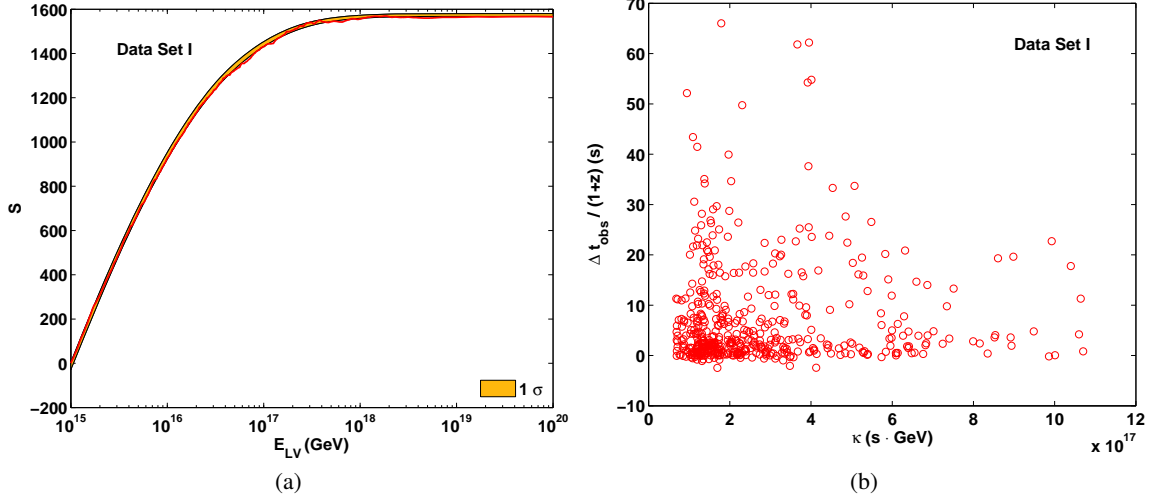 1600
1400
1200
1000
800
600
400
200
0
−200
S
Data Set I
1 σ
10^15 10^16 10^17 10^18 10^19 10^20
E_LV (GeV)
(a)
70
60
50
40
30
20
10
0
−10
Δ t_obs / (1+z) (s)
Data Set I
0 2 4 6 8 10 12
x 10^17
κ (s · GeV)
(b)